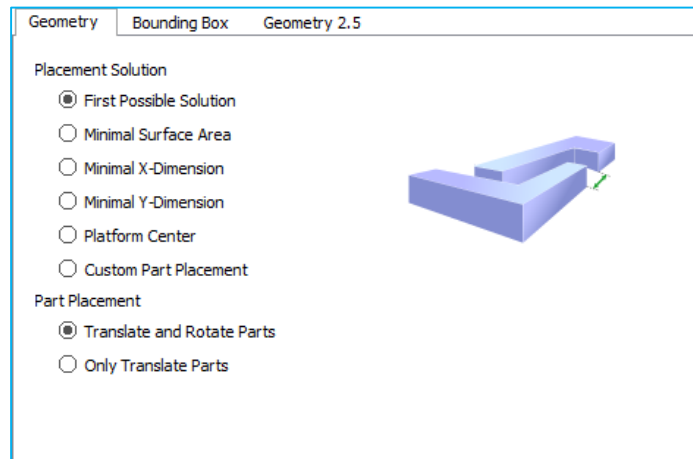 Geometry Bounding Box Geometry 2.5
Placement Solution
First Possible Solution
Minimal Surface Area
Minimal X-Dimension
Minimal Y-Dimension
Platform Center
Custom Part Placement
Part Placement
Translate and Rotate Parts
Only Translate Parts